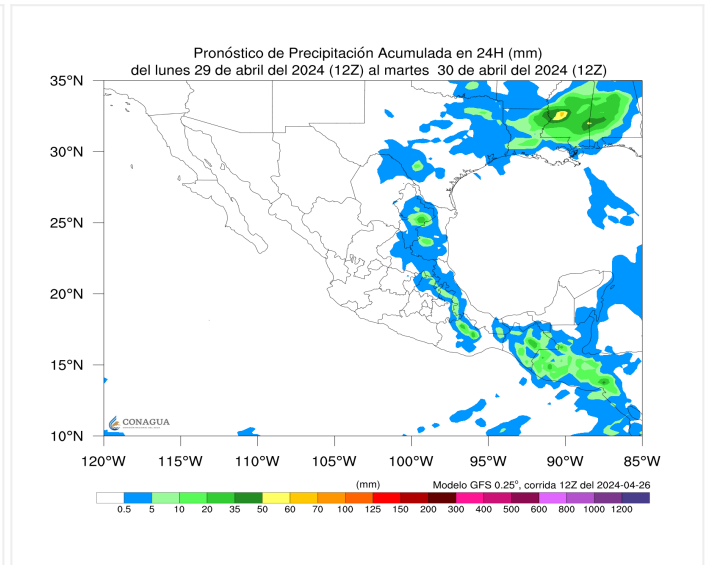 Pronóstico de Precipitación Acumulada en 24H (mm)
del lunes 29 de abril del 2024 (12Z) al martes 30 de abril del 2024 (12Z)
35°N
30°N
25°N
20°N
15°N
10°N
CONAGUA
120°W 115°W 110°W 105°W 100°W 95°W 90°W 85°W
(mm) Modelo GFS 0.25°, corrida 12Z del 2024-04-26
0.5 5 10 20 35 50 60 70 100 125 150 200 300 400 500 600 800 1000 1200